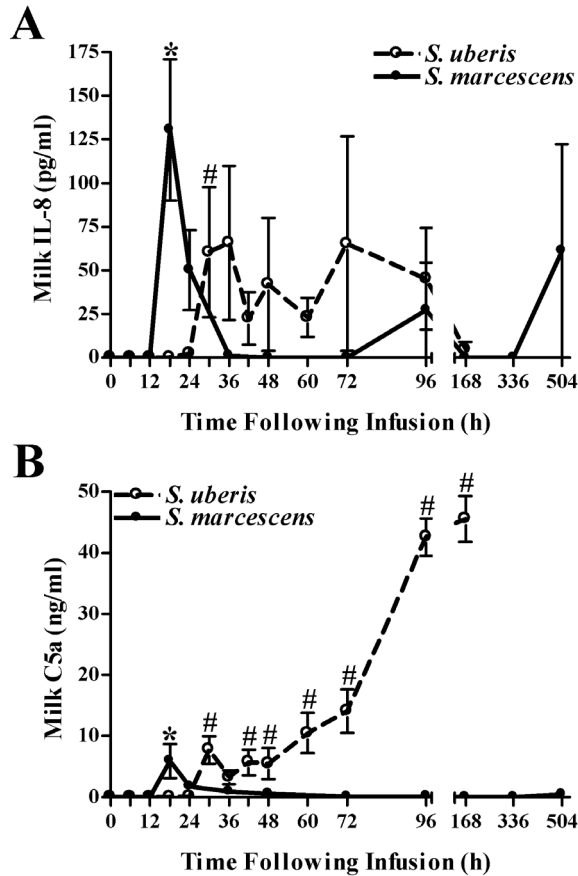 A
*
S. uberis
S. marcescens
175
150
125
100
75
50
25
0
#
Milk IL-8 (pg/ml)
0 12 24 36 48 60 72 96 168 336 504
Time Following Infusion (h)
B
S. uberis
S. marcescens
50
40
30
20
10
0
Milk C5a (ng/ml)
* # # # # # # #
0 12 24 36 48 60 72 96 168 336 504
Time Following Infusion (h)